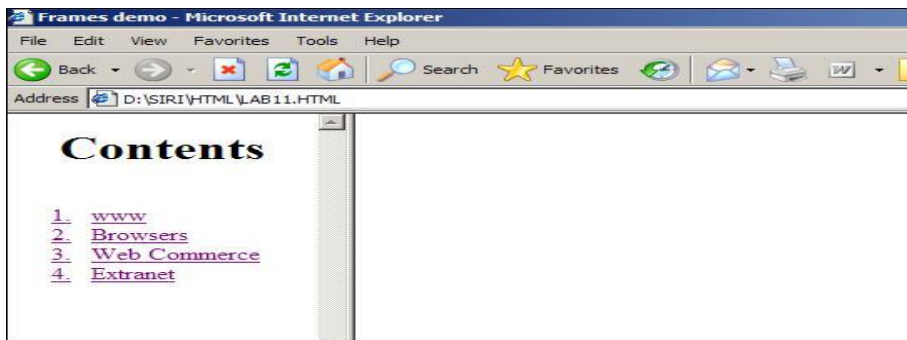 Frames demo - Microsoft Internet Explorer
File Edit View Favorites Tools Help
Back Search Favorites
Address D:\SIRI\HTML\LAB11.HTML
Contents
1. www
2. Browsers
3. Web Commerce
4. Extranet